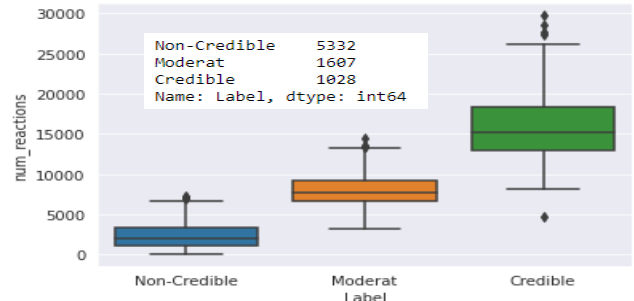 30000
Non-Credible 5332
Moderat 1607
Credible 1028
Name: Label, dtype: int64
25000
20000
15000
10000
5000
0
num_reactions
Non-Credible Moderat Credible
Label